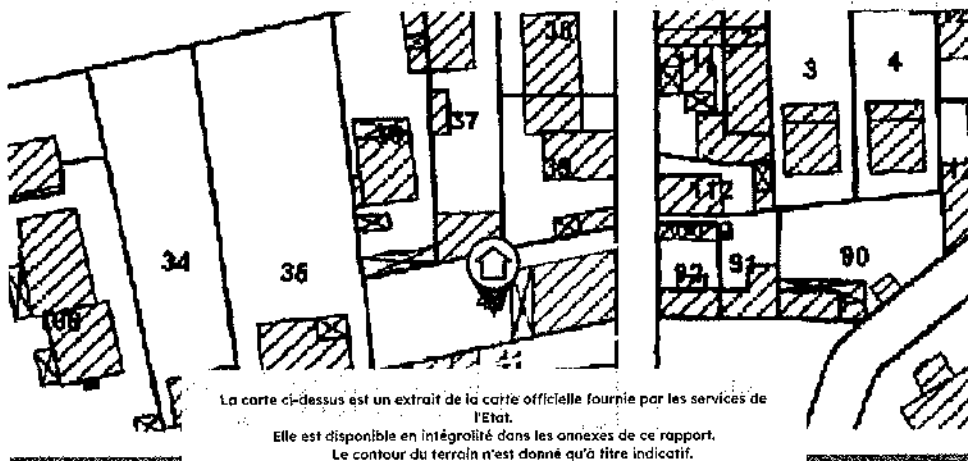 3
4
37
34
35
112
90
91
92
La carte ci-dessus est un extrait de la carte officielle fournie par les services de
l'Etat.
Elle est disponible en intégralité dans les annexes de ce rapport.
Le contour du terrain n'est donné qu'à titre indicatif.